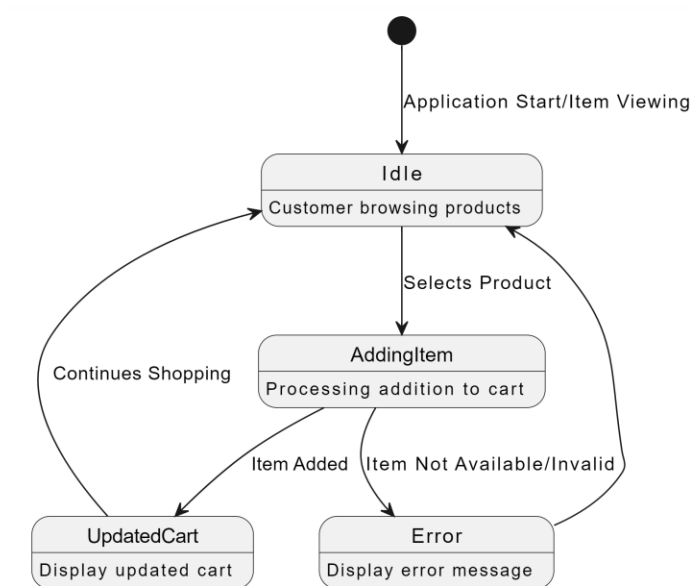 Application Start/Item Viewing
Idle
Customer browsing products
Selects Product
AddingItem
Processing addition to cart
Continues Shopping
Item Added
Item Not Available/Invalid
UpdatedCart
Display updated cart
Error
Display error message